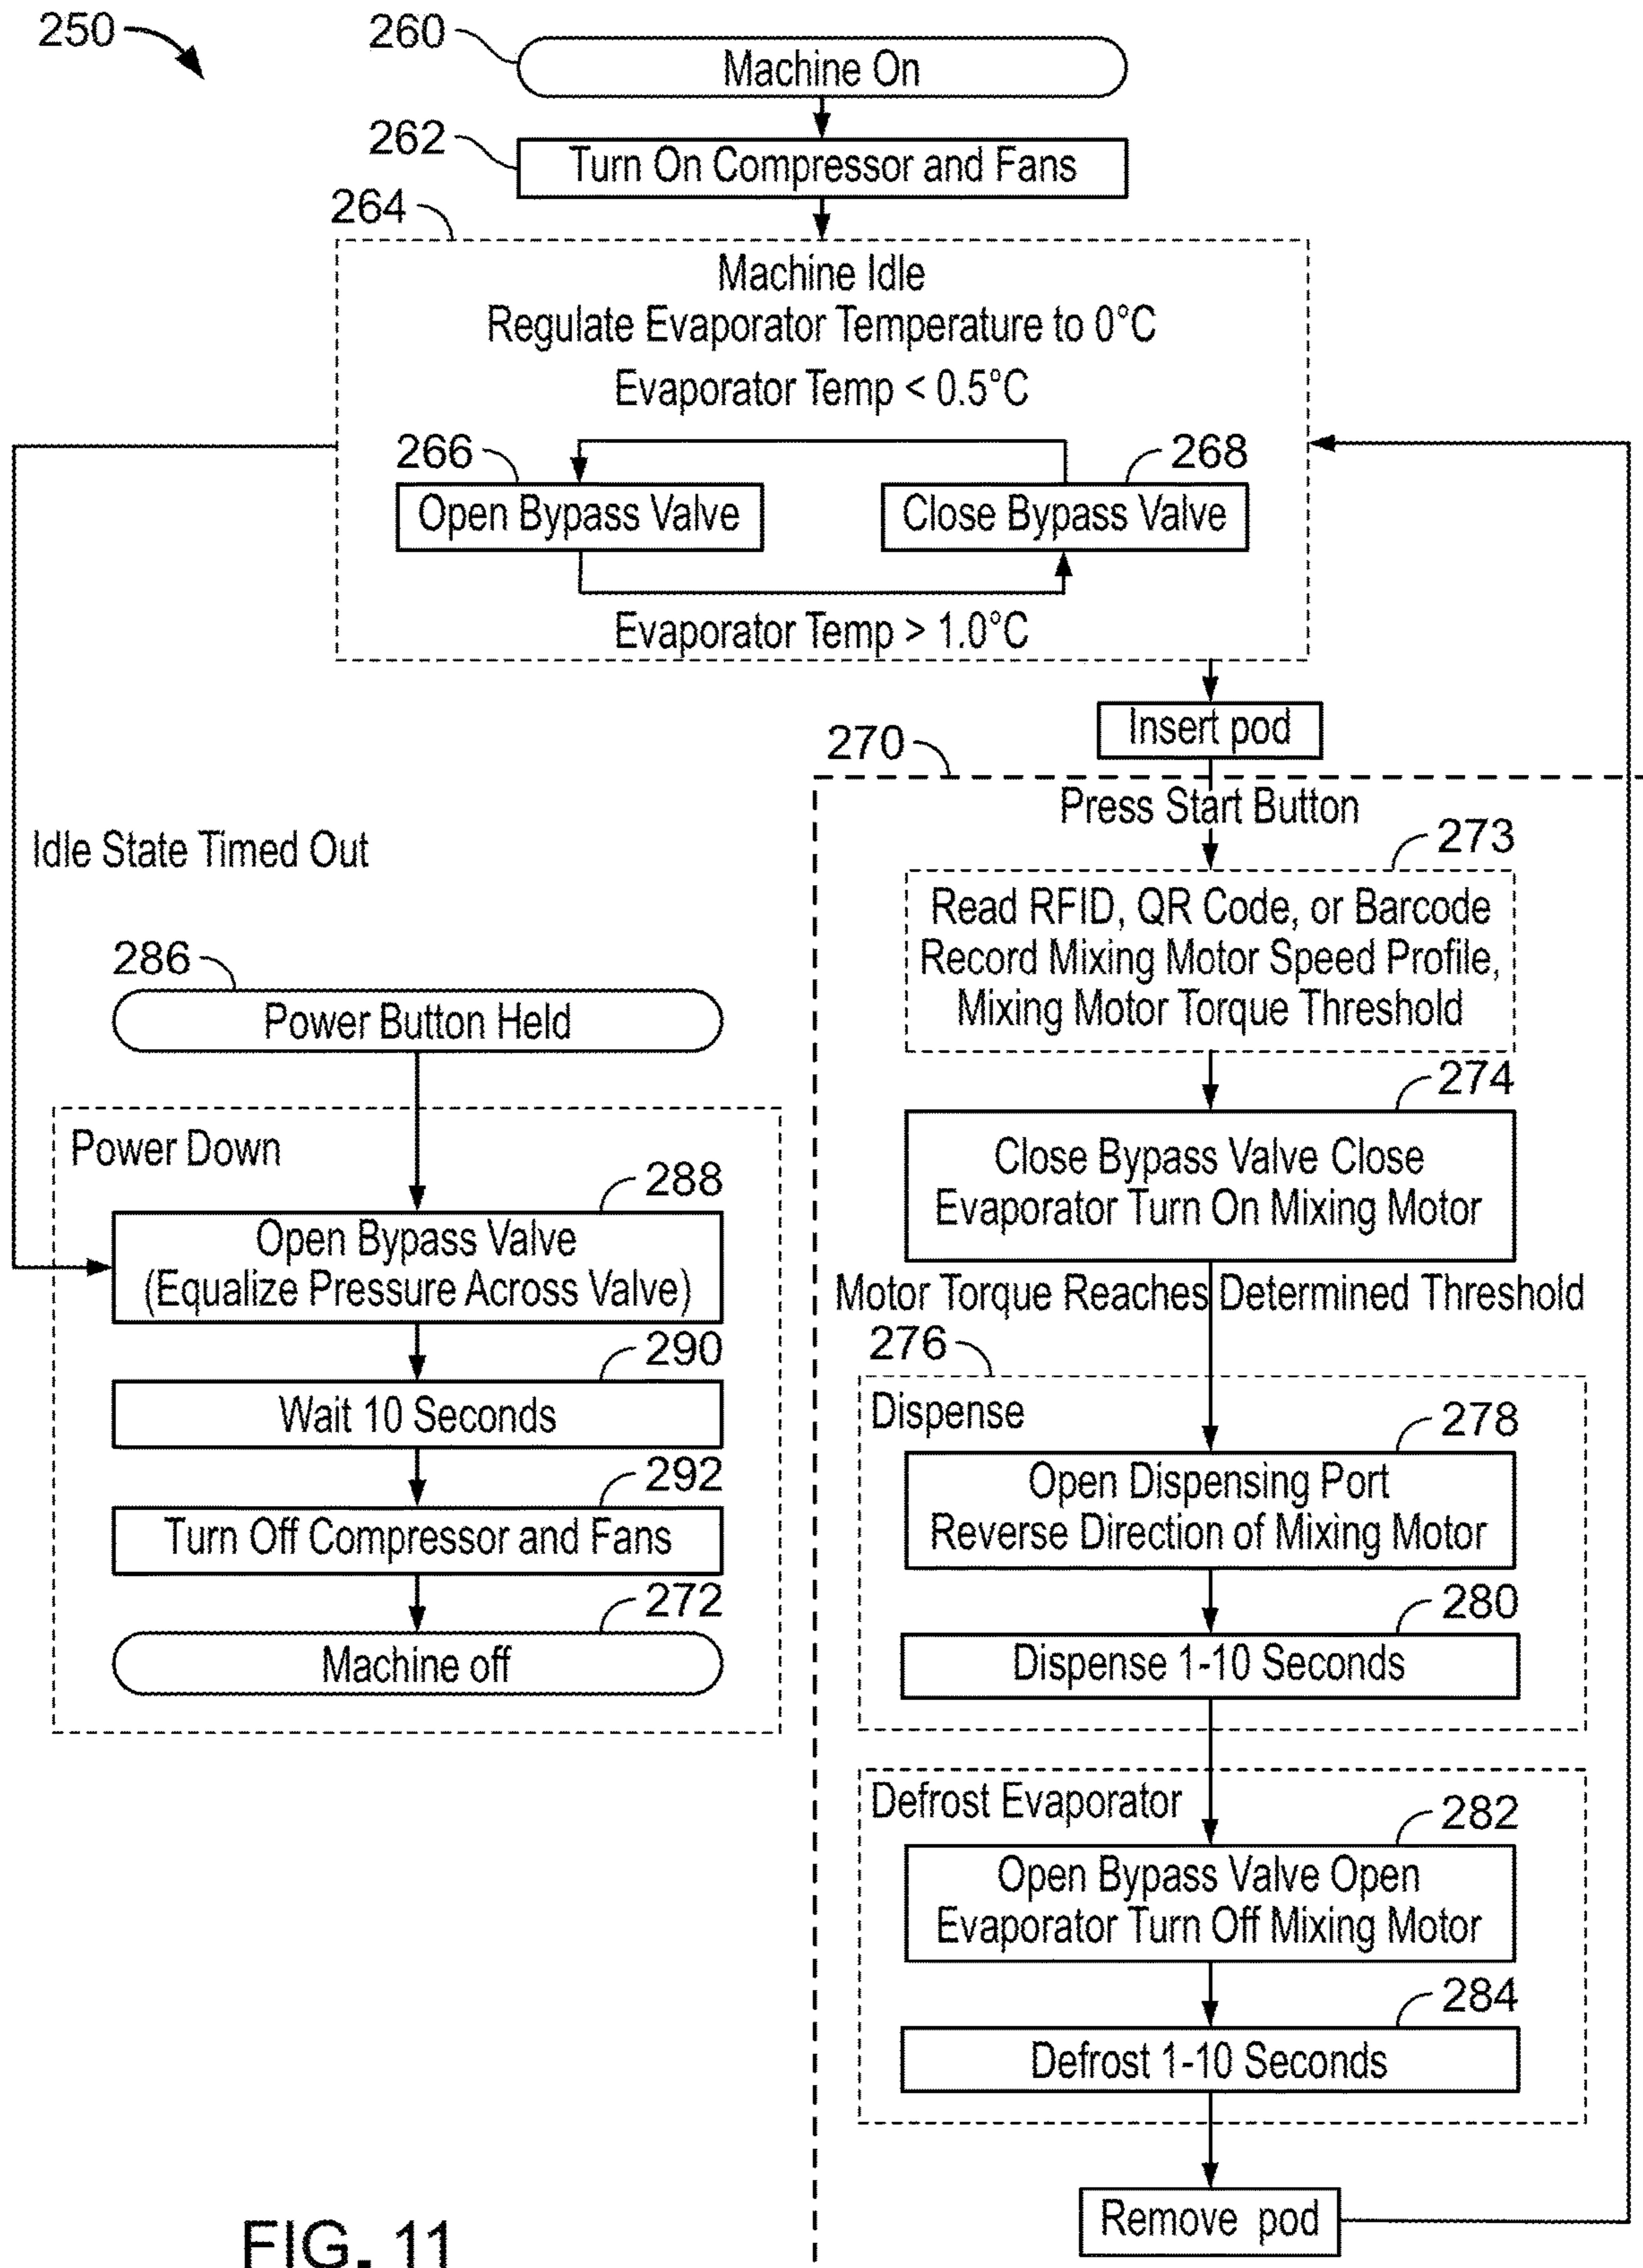 250
260
Machine On
262
Turn On Compressor and Fans
264
Machine Idle
Regulate Evaporator Temperature to 0°C
Evaporator Temp < 0.5°C
266
268
Open Bypass Valve
Close Bypass Valve
Evaporator Temp > 1.0°C
Insert pod
270
Press Start Button
273
Read RFID, QR Code, or Barcode
Record Mixing Motor Speed Profile,
Mixing Motor Torque Threshold
274
Close Bypass Valve Close
Evaporator Turn On Mixing Motor
Motor Torque Reaches Determined Threshold
276
Dispense
278
Open Dispensing Port
Reverse Direction of Mixing Motor
280
Dispense 1-10 Seconds
Defrost Evaporator
282
Open Bypass Valve Open
Evaporator Turn Off Mixing Motor
284
Defrost 1-10 Seconds
Remove pod
Idle State Timed Out
286
Power Button Held
Power Down
288
Open Bypass Valve
(Equalize Pressure Across Valve)
290
Wait 10 Seconds
292
Turn Off Compressor and Fans
272
Machine off
FIG. 11